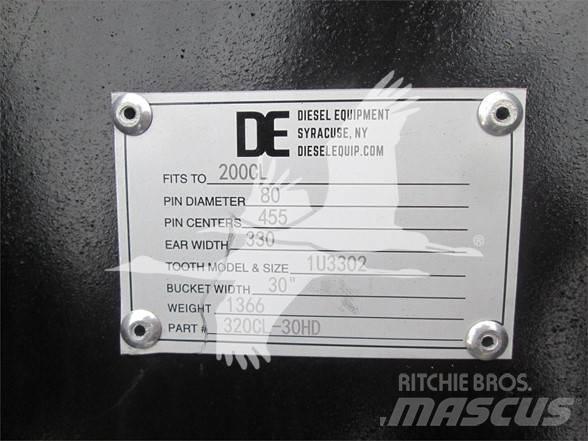 DE
DIESEL EQUIPMENT
SYRACUSE, NY
DIESELEQUIP.COM
FITS TO 200CL
PIN DIAMETER 80
PIN CENTERS 455
EAR WIDTH 330
TOOTH MODEL & SIZE 1U3302
BUCKET WIDTH 30"
WEIGHT 1366
PART # 320CL-30HD
®
RITCHIE BROS.
MASCUS